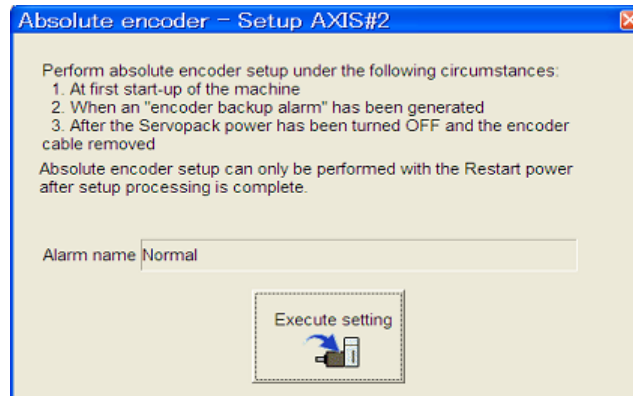 Absolute encoder - Setup AXIS#2
Perform absolute encoder setup under the following circumstances:
1. At first start-up of the machine
2. When an "encoder backup alarm" has been generated
3. After the Servopack power has been turned OFF and the encoder
cable removed
Absolute encoder setup can only be performed with the Restart power
after setup processing is complete.
Alarm name Normal
Execute setting